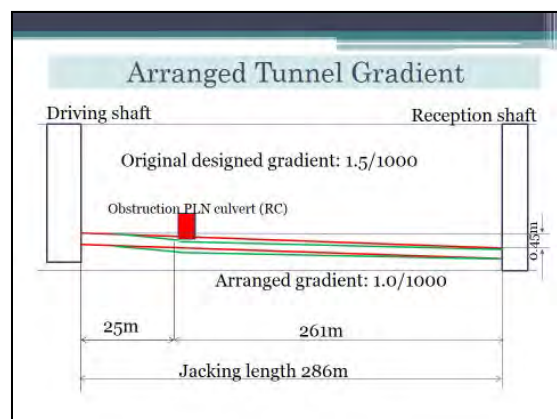 Arranged Tunnel Gradient
Driving shaft
Reception shaft
Original designed gradient: 1.5/1000
Obstruction PLN culvert (RC)
0.45m
Arranged gradient: 1.0/1000
25m
261m
Jacking length 286m